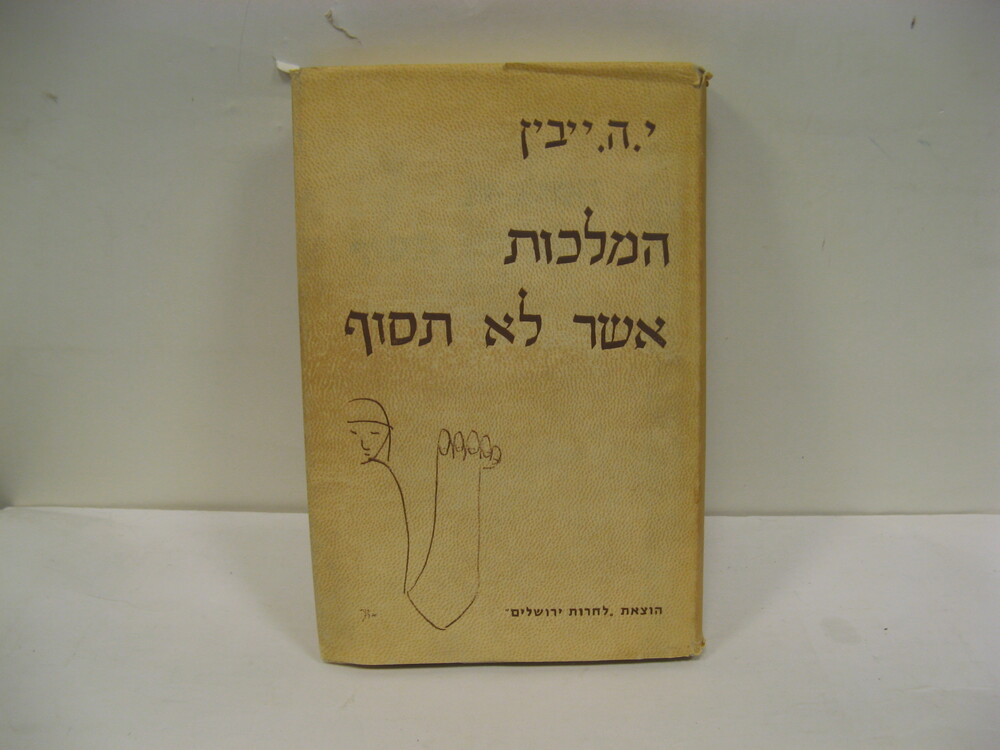 י. ה. ייבין
המלכות
אשר לא תסוף
הוצאת „לחרות ירושלים"